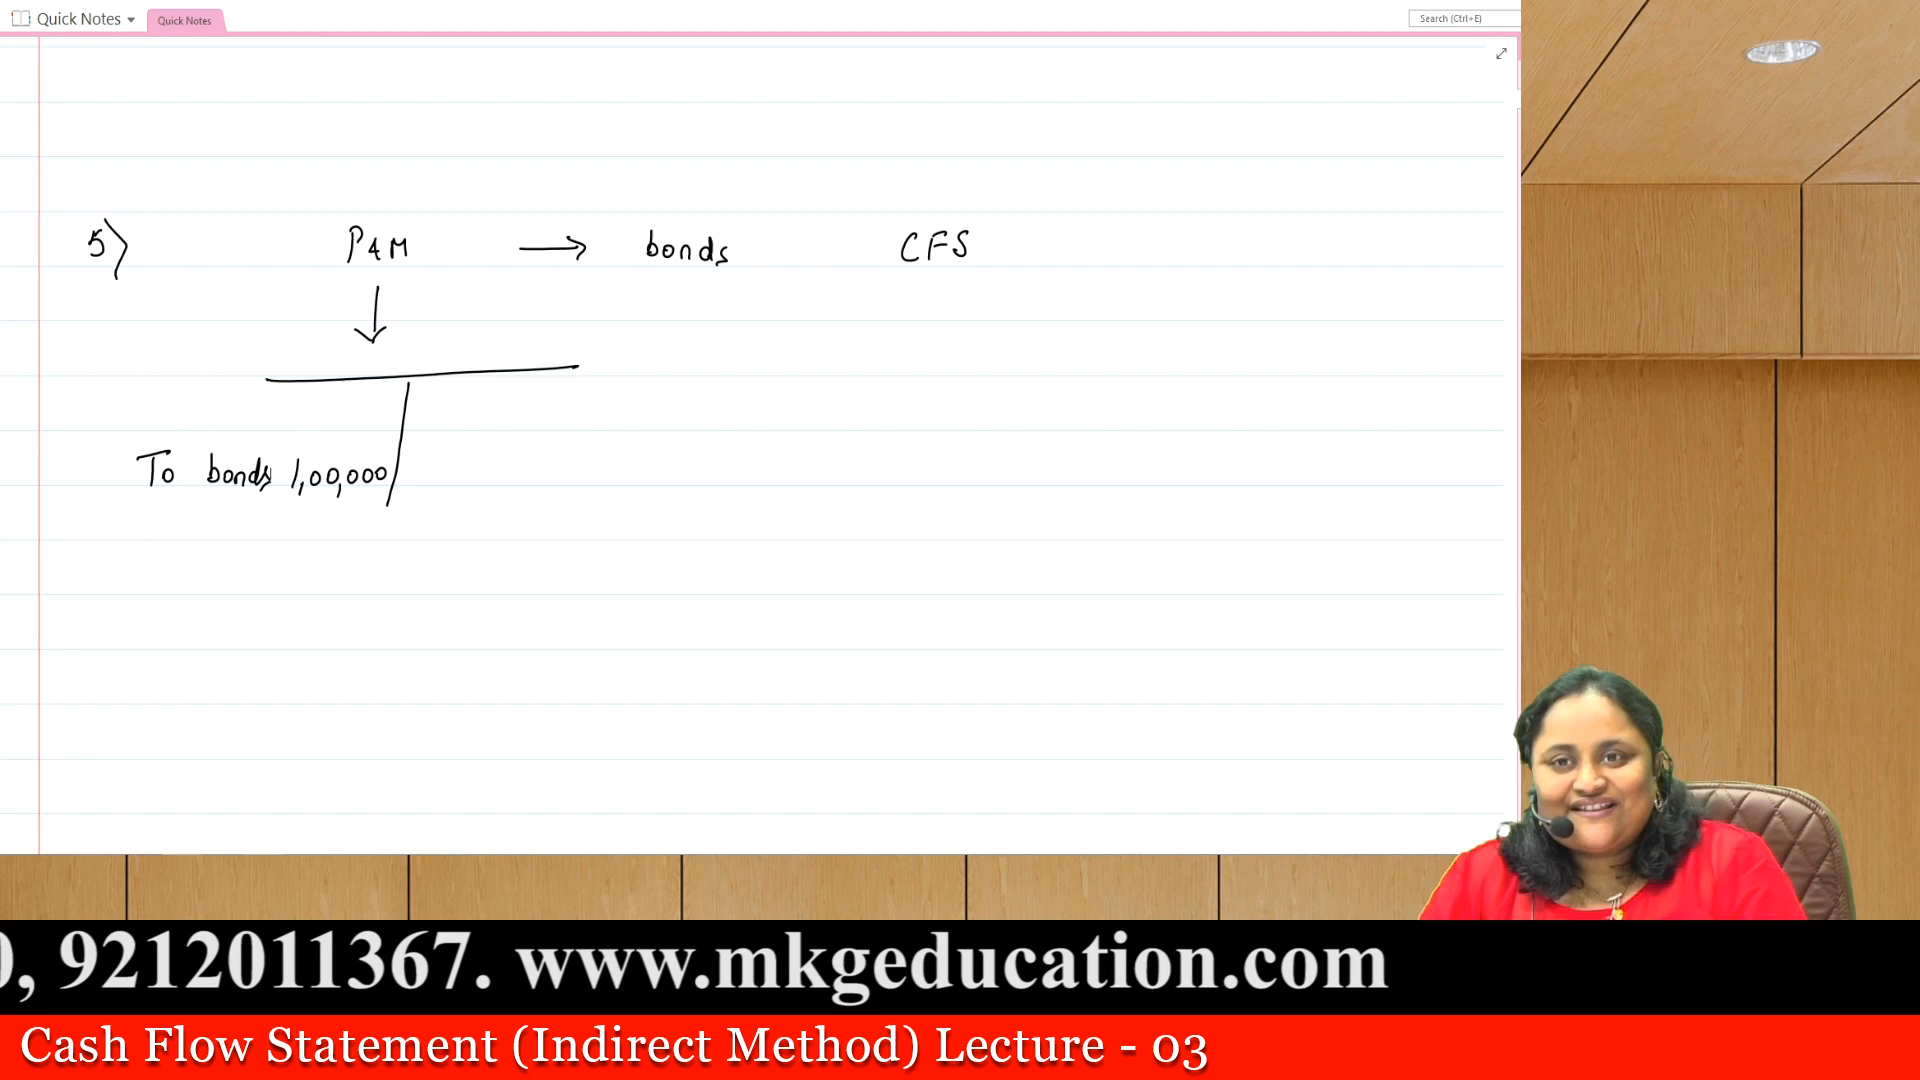 Quick Notes
Quick Notes
Search (Ctrl+E)
5) P&M → bonds CFS
To bonds 1,00,000
0, 9212011367. www.mkgeducation.com
Cash Flow Statement (Indirect Method) Lecture - 03